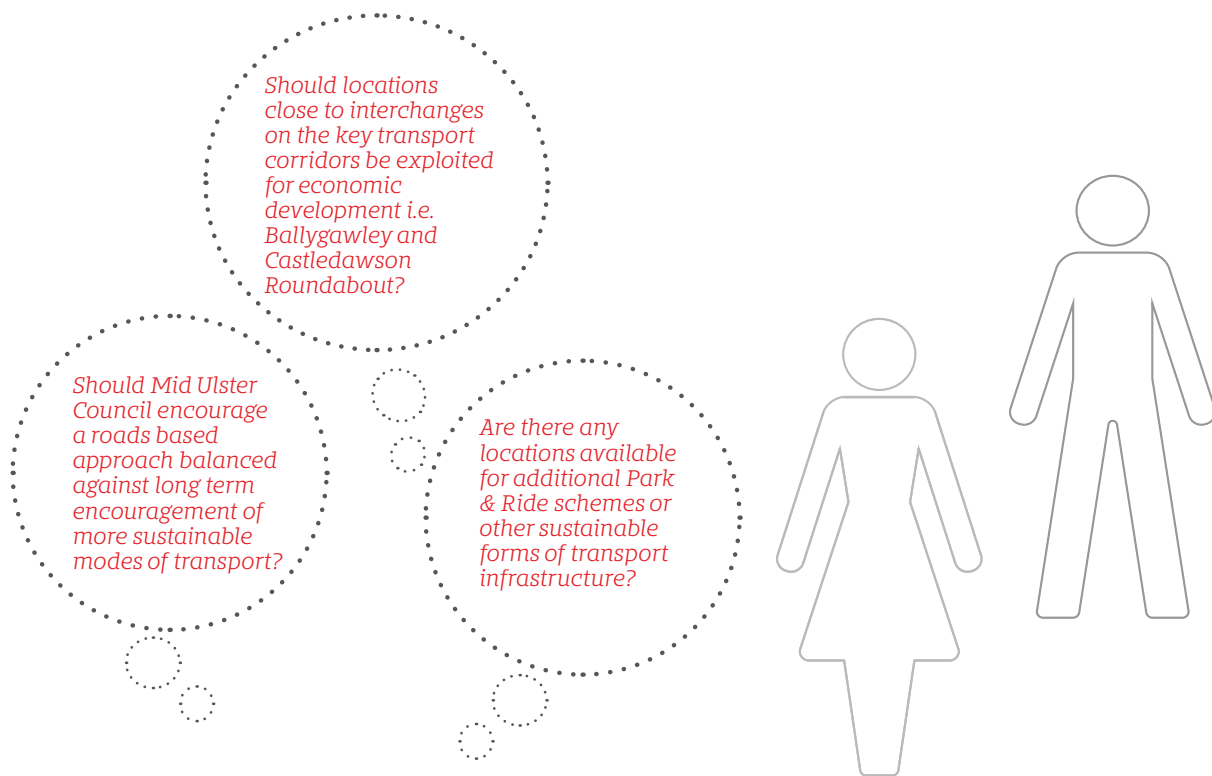 Should locations
close to interchanges
on the key transport
corridors be exploited
for economic
development i.e.
Ballygawley and
Castledawson
Roundabout?
Should Mid Ulster
Council encourage
a roads based
approach balanced
against long term
encouragement of
more sustainable
modes of transport?
Are there any
locations available
for additional Park
& Ride schemes or
other sustainable
forms of transport
infrastructure?